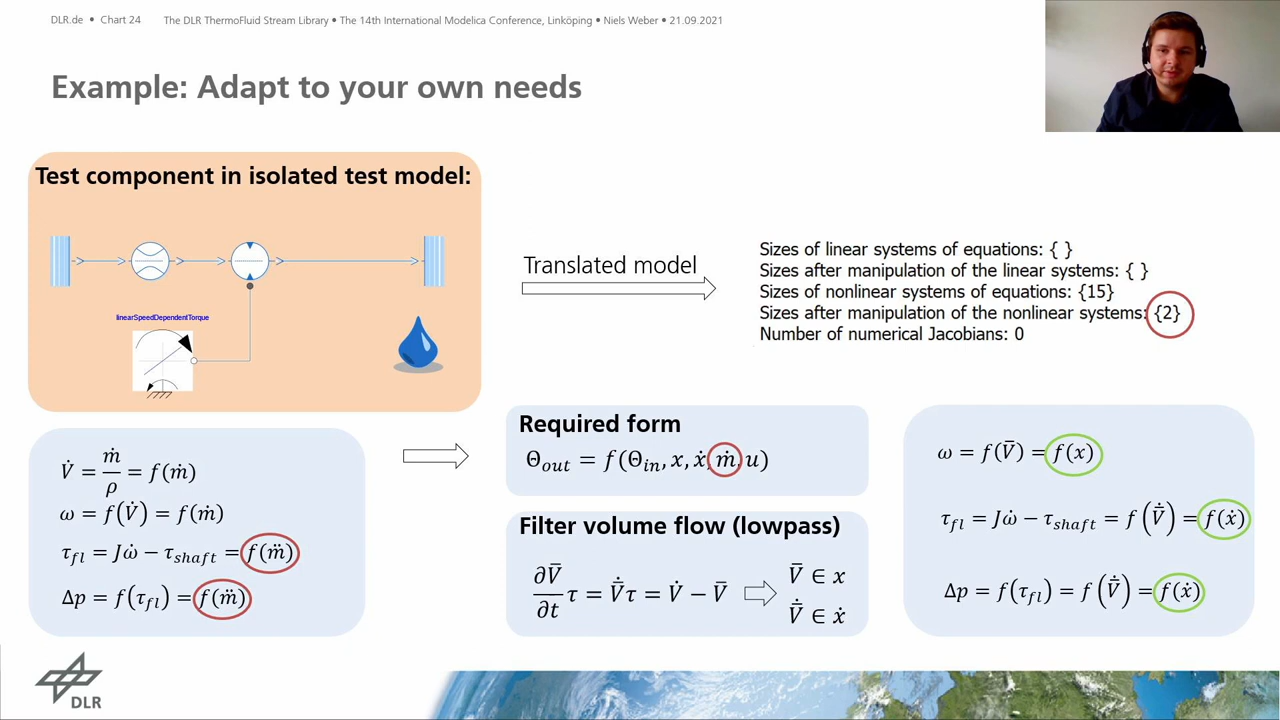 DLR.de • Chart 24
The DLR ThermoFluid Stream Library • The 14th International Modelica Conference, Linköping • Niels Weber • 21.09.2021
Example: Adapt to your own needs
Test component in isolated test model:
linearSpeedDependentTorque
Translated model
Sizes of linear systems of equations: { }
Sizes after manipulation of the linear systems: { }
Sizes of nonlinear systems of equations: {15}
Sizes after manipulation of the nonlinear systems: {2}
Number of numerical Jacobians: 0
V̇ = ṁ/ρ = f(ṁ)
ω = f(V̇) = f(ṁ)
τ_fl = Jω̇ − τ_shaft = f(m̈)
Δp = f(τ_fl) = f(m̈)
Required form
Θ_out = f(Θ_in, x, ẋ, ṁ, u)
Filter volume flow (lowpass)
∂V̄/∂t τ = V̄̇τ = V̇ − V̄
V̄ ∈ x
V̄̇ ∈ ẋ
ω = f(V̄) = f(x)
τ_fl = Jω̇ − τ_shaft = f(V̄̇) = f(ẋ)
Δp = f(τ_fl) = f(V̄̇) = f(ẋ)
DLR